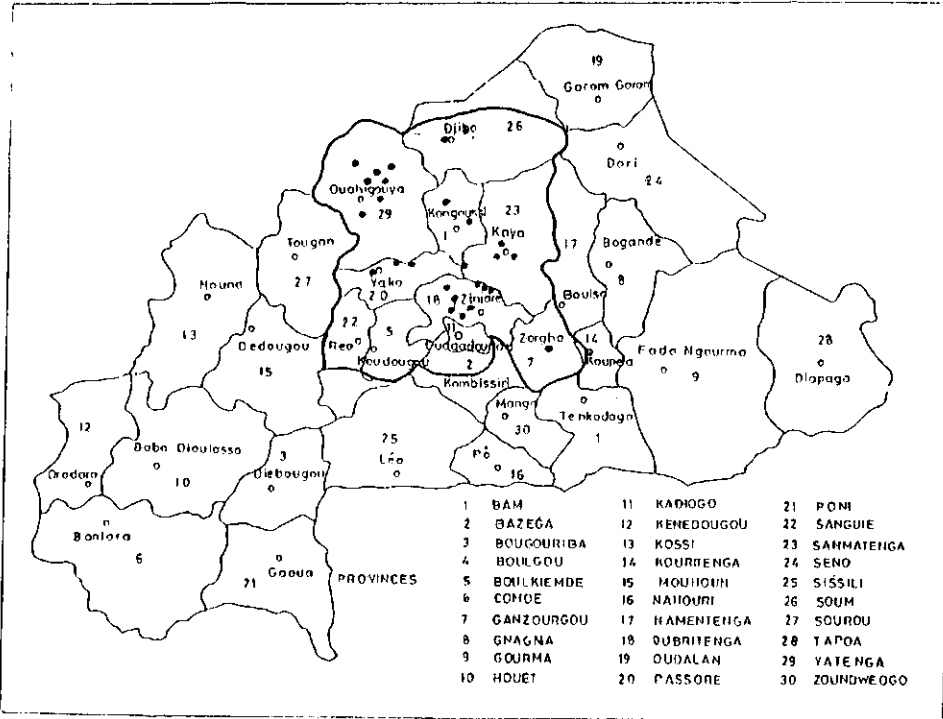 19
Gorom Gorom
Djibo
26
Dori
24
Ouahigouya
29
Kongoussi
1
23
Kaya
17
Bogande
8
Tougan
27
Nouna
13
Yako
20
18
Ziniare
Boulsa
11
Ouagadougou
2
22
Reo
5
Koudougou
Zorgho
7
14
Koupela
Fada Ngourma
9
28
Diapaga
Dedougou
15
Kombissiri
Manga
30
Tenkodogo
1
12
Orodara
Bobo Dioulasso
10
3
Diebougou
25
Léo
Pô
16
Banfora
6
21
Gaoua
PROVINCES
1 BAM
2 BAZEGA
3 BOUGOURIBA
4 BOULGOU
5 BOULKIEMDE
6 COMOE
7 GANZOURGOU
8 GNAGNA
9 GOURMA
10 HOUET
11 KADIOGO
12 KENEDOUGOU
13 KOSSI
14 KOURITENGA
15 MOUHOUN
16 NAHOURI
17 NAMENTENGA
18 OUBRITENGA
19 OUDALAN
20 PASSORE
21 PONI
22 SANGUIE
23 SANMATENGA
24 SENO
25 SISSILI
26 SOUM
27 SOUROU
28 TAPOA
29 YATENGA
30 ZOUNDWEOGO